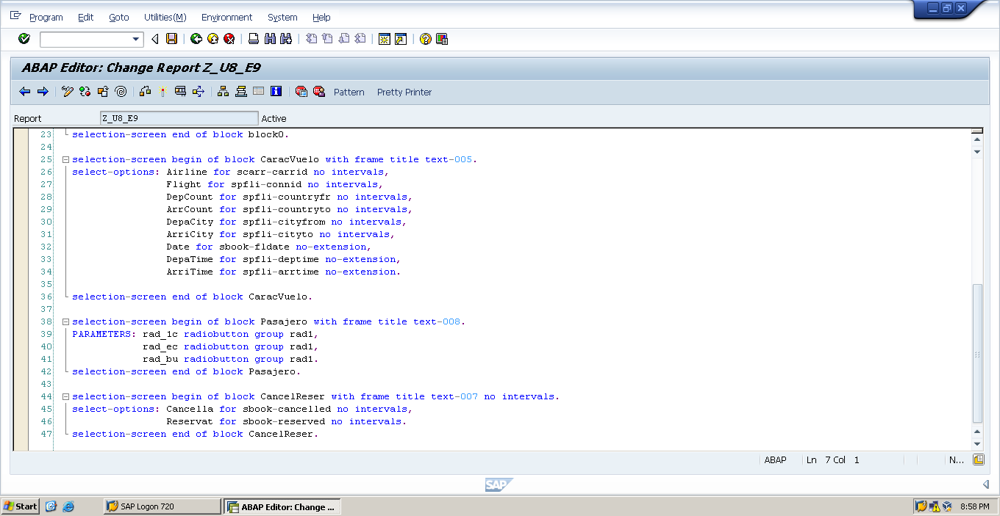 Program Edit Goto Utilities(M) Environment System Help
ABAP Editor: Change Report Z_U8_E9
Pattern Pretty Printer
Report Z_U8_E9 Active
23 selection-screen end of block block0.
24
25 selection-screen begin of block CaracVuelo with frame title text-005.
26 select-options: Airline for scarr-carrid no intervals,
27 Flight for spfli-connid no intervals,
28 DepCount for spfli-countryfr no intervals,
29 ArrCount for spfli-countryto no intervals,
30 DepaCity for spfli-cityfrom no intervals,
31 ArriCity for spfli-cityto no intervals,
32 Date for sbook-fldate no-extension,
33 DepaTime for spfli-deptime no-extension,
34 ArriTime for spfli-arrtime no-extension.
35
36 selection-screen end of block CaracVuelo.
37
38 selection-screen begin of block Pasajero with frame title text-008.
39 PARAMETERS: rad_1c radiobutton group rad1,
40 rad_ec radiobutton group rad1,
41 rad_bu radiobutton group rad1.
42 selection-screen end of block Pasajero.
43
44 selection-screen begin of block CancelReser with frame title text-007 no intervals.
45 select-options: Cancella for sbook-cancelled no intervals,
46 Reservat for sbook-reserved no intervals.
47 selection-screen end of block CancelReser.
ABAP Ln 7 Col 1 N...
SAP
Start SAP Logon 720 ABAP Editor: Change ... 8:58 PM